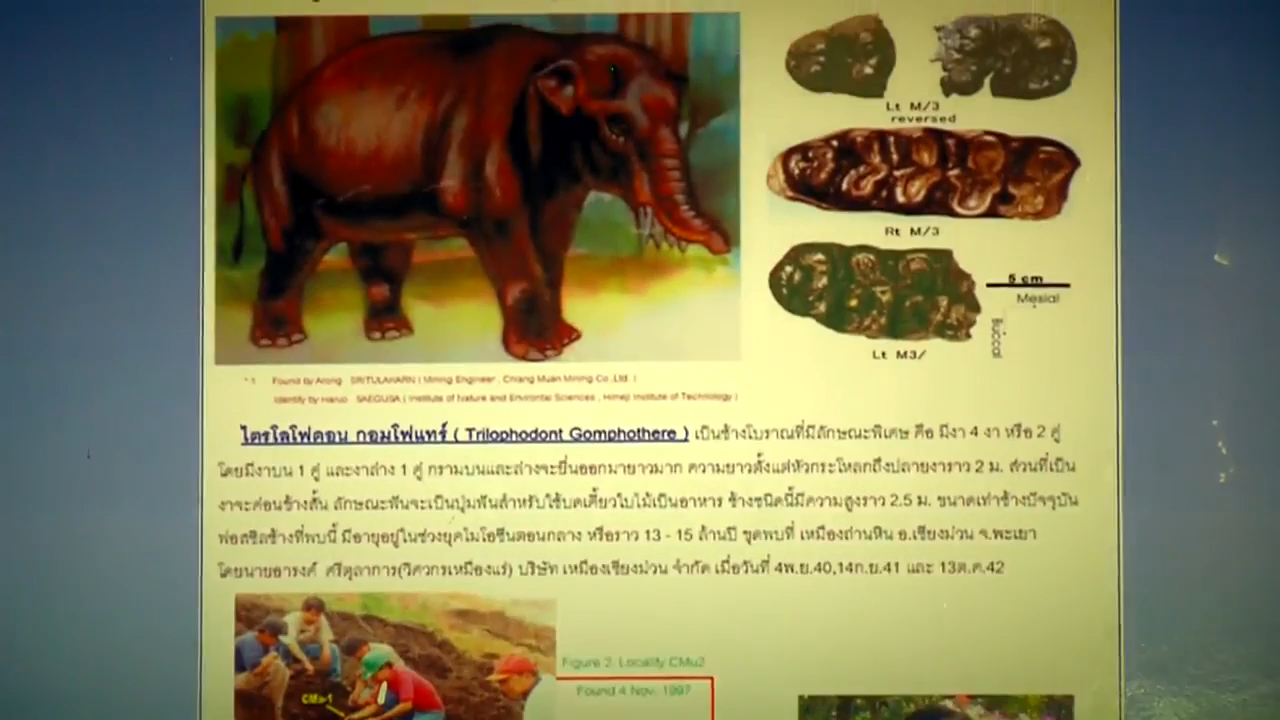 Lt M/3
reversed
Rt M/3
5 cm
Mesial
Buccal
Lt M3/
* 1 Found by Arong SRITULAHARN ( Mining Engineer , Chiang Muan Mining Co.,Ltd. )
Identify by Haruo SAEGUSA ( Institute of Nature and Environtal Sciences , Himeji Institute of Technology )
ไตรโลโฟดอน กอมโฟแทร์ ( Trilophodont Gomphothere ) เป็นช้างโบราณที่มีลักษณะพิเศษ คือ มีงา 4 งา หรือ 2 คู่
โดยมีงาบน 1 คู่ และงาล่าง 1 คู่ กรามบนและล่างจะยื่นออกมายาวมาก ความยาวตั้งแต่หัวกระโหลกถึงปลายงาราว 2 ม. ส่วนที่เป็น
งาจะค่อนข้างสั้น ลักษณะฟันจะเป็นปุ่มฟันสำหรับใช้บดเคี้ยวใบไม้เป็นอาหาร ช้างชนิดนี้มีความสูงราว 2.5 ม. ขนาดเท่าช้างปัจจุบัน
ฟอสซิลช้างที่พบนี้ มีอายุอยู่ในช่วงยุคไมโอซีนตอนกลาง หรือราว 13 - 15 ล้านปี ขุดพบที่ เหมืองถ่านหิน อ.เชียงม่วน จ.พะเยา
โดยนายอารงค์ ศรีตุลาการ(วิศวกรเหมืองแร่) บริษัท เหมืองเชียงม่วน จำกัด เมื่อวันที่ 4พ.ย.40,14ก.ย.41 และ 13ต.ค.42
Figure 2. Locality CMu2
Found 4 Nov. 1997